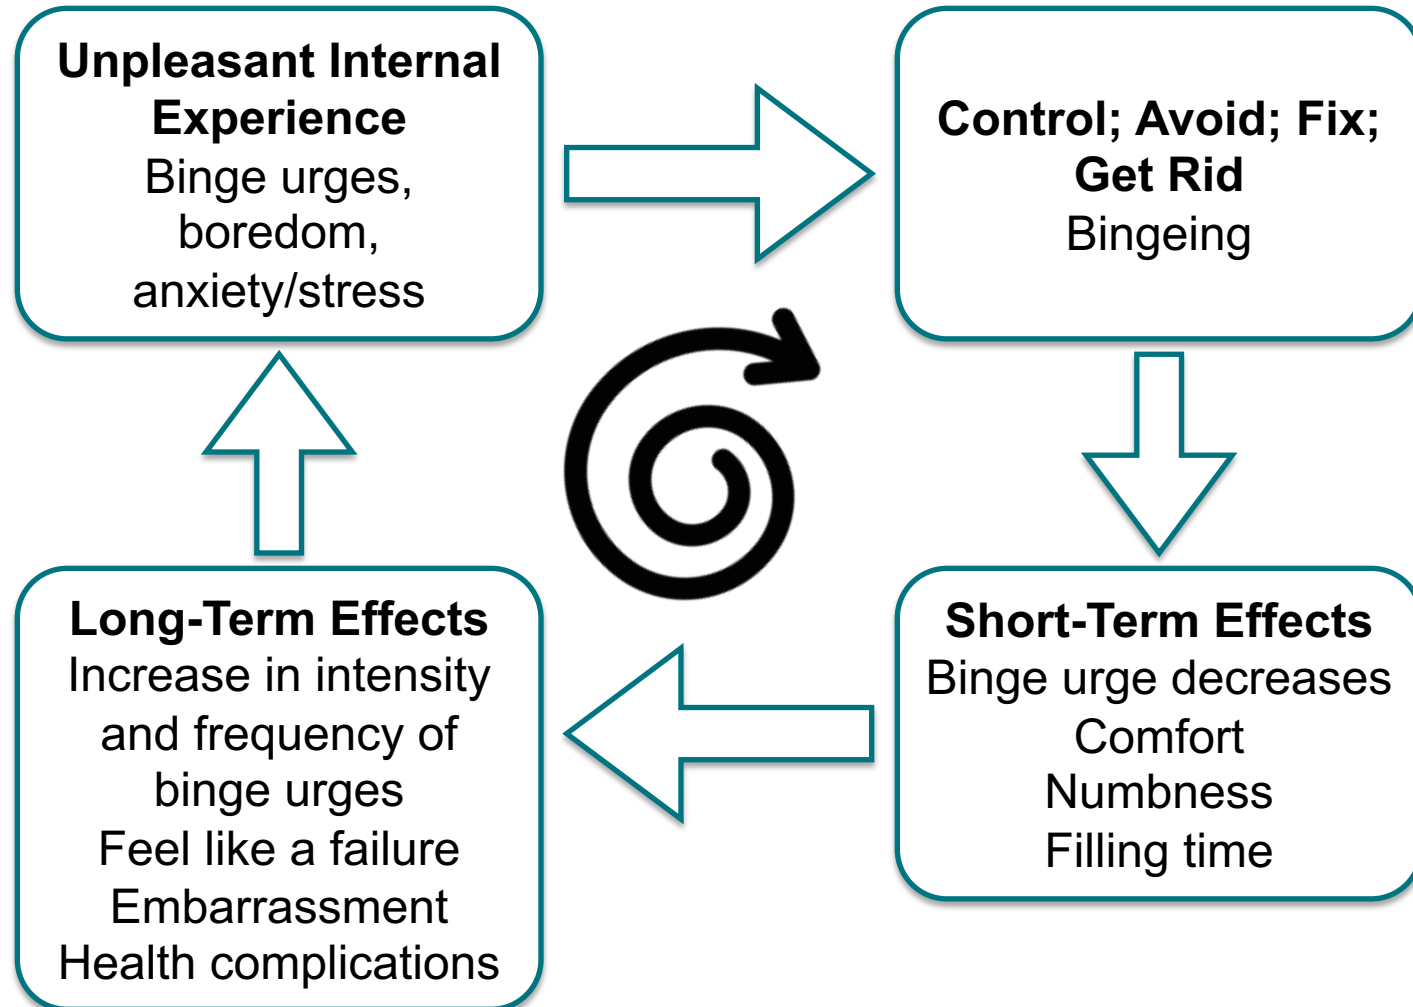 Unpleasant Internal
Experience
Binge urges,
boredom,
anxiety/stress
Control; Avoid; Fix;
Get Rid
Bingeing
Short-Term Effects
Binge urge decreases
Comfort
Numbness
Filling time
Long-Term Effects
Increase in intensity
and frequency of
binge urges
Feel like a failure
Embarrassment
Health complications